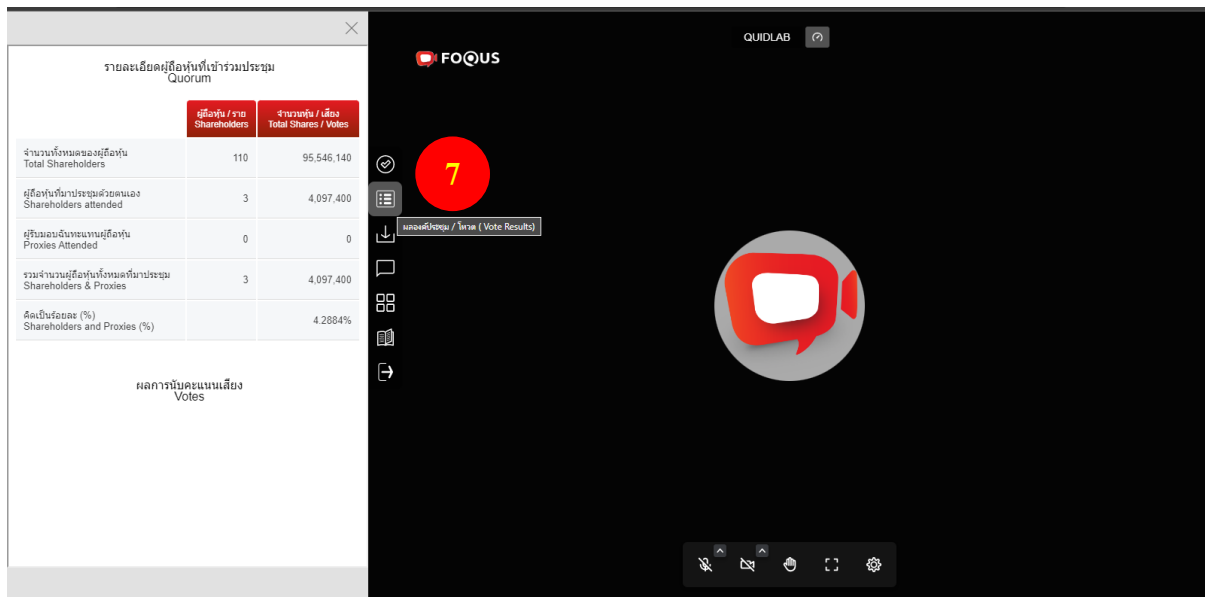 QUIDLAB
FOQUS
รายละเอียดผู้ถือหุ้นที่เข้าร่วมประชุม
Quorum
ผู้ถือหุ้น / ราย จำนวนหุ้น / เสียง
Shareholders Total Shares / Votes
จำนวนทั้งหมดของผู้ถือหุ้น
Total Shareholders 110 95,546,140
ผู้ถือหุ้นที่มาประชุมด้วยตนเอง
Shareholders attended 3 4,097,400
ผู้รับมอบฉันทะแทนผู้ถือหุ้น
Proxies Attended 0 0
รวมจำนวนผู้ถือหุ้นทั้งหมดที่มาประชุม
Shareholders & Proxies 3 4,097,400
คิดเป็นร้อยละ (%)
Shareholders and Proxies (%) 4.2884%
ผลการนับคะแนนเสียง
Votes
7
ผลองค์ประชุม / โหวต ( Vote Results)